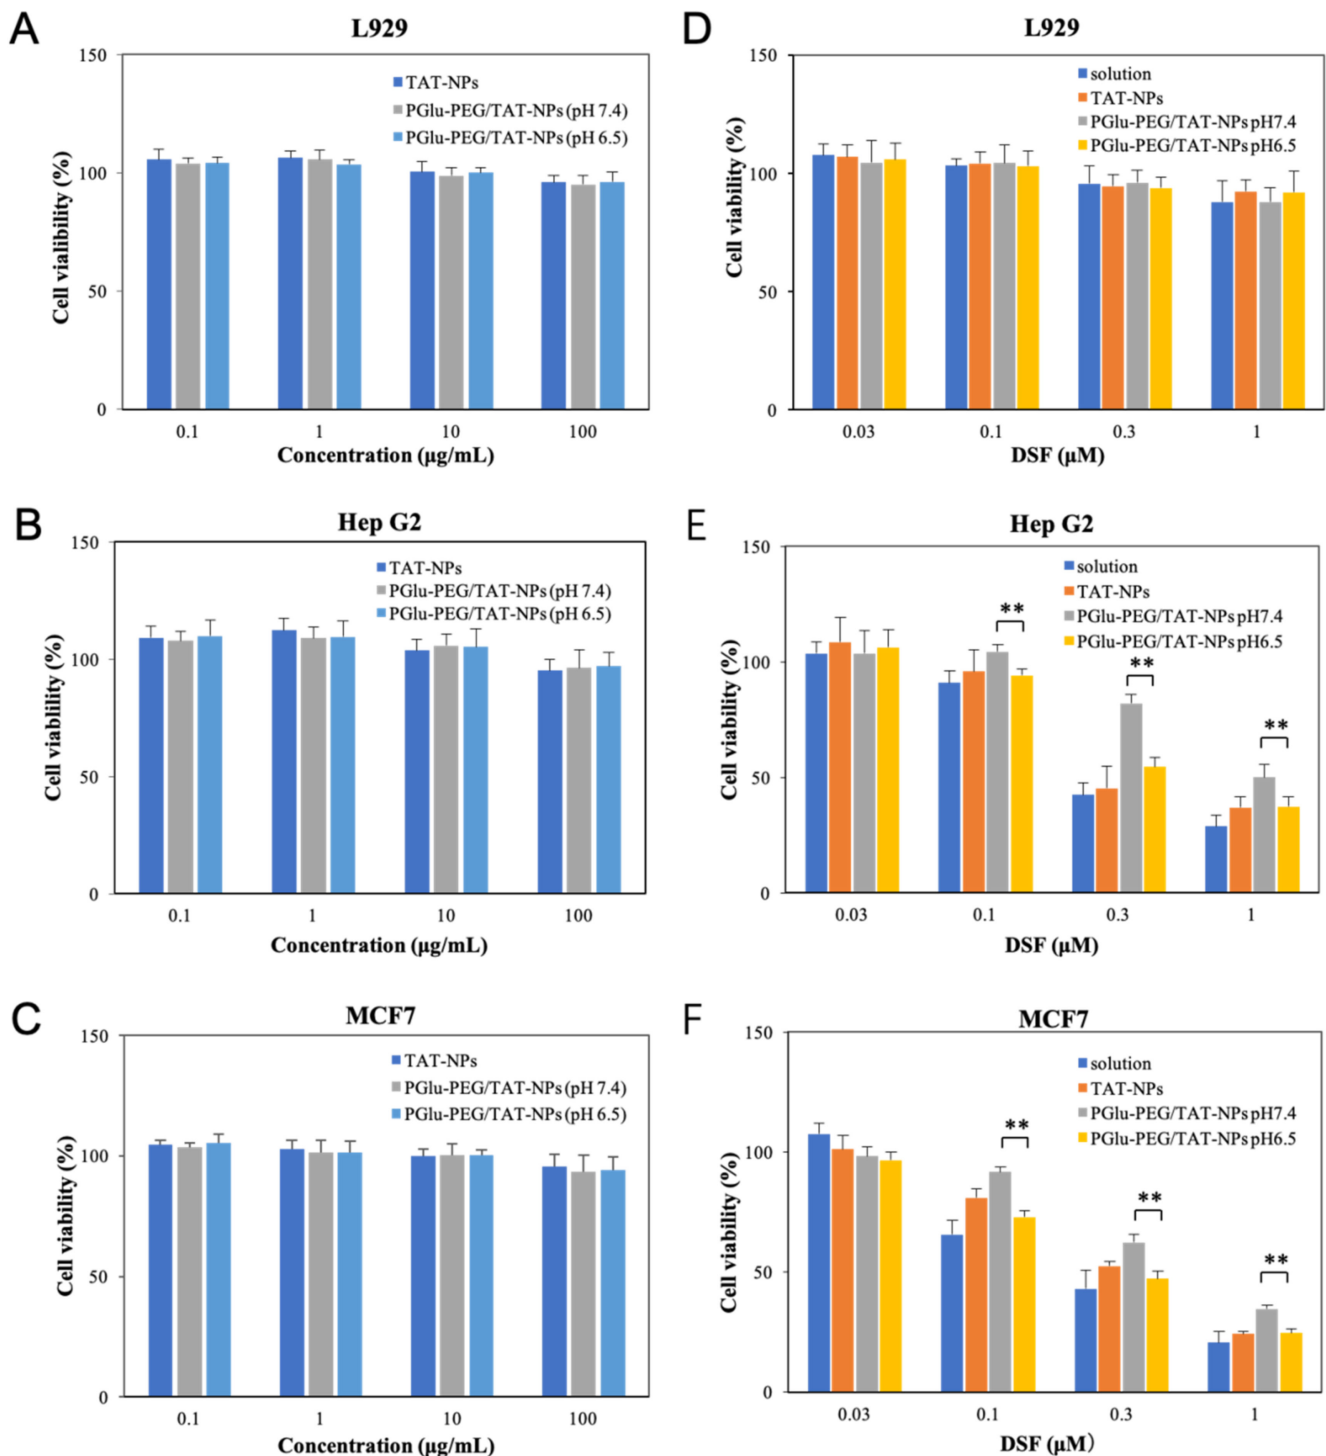 A
L929
150
TAT-NPs
PGlu-PEG/TAT-NPs (pH 7.4)
PGlu-PEG/TAT-NPs (pH 6.5)
100
50
0
Cell vialibility (%)
0.1 1 10 100
Concentration (μg/mL)
D
L929
150
solution
TAT-NPs
PGlu-PEG/TAT-NPs pH7.4
PGlu-PEG/TAT-NPs pH6.5
100
50
0
Cell viability (%)
0.03 0.1 0.3 1
DSF (μM)
B
Hep G2
150
TAT-NPs
PGlu-PEG/TAT-NPs (pH 7.4)
PGlu-PEG/TAT-NPs (pH 6.5)
100
50
0
Cell viability (%)
0.1 1 10 100
Concentration (μg/mL)
E
Hep G2
150
solution
TAT-NPs
PGlu-PEG/TAT-NPs pH7.4
PGlu-PEG/TAT-NPs pH6.5
**
**
**
100
50
0
Cell viability (%)
0.03 0.1 0.3 1
DSF (μM)
C
MCF7
150
TAT-NPs
PGlu-PEG/TAT-NPs (pH 7.4)
PGlu-PEG/TAT-NPs (pH 6.5)
100
50
0
Cell viability (%)
0.1 1 10 100
Concentration (μg/mL)
F
MCF7
150
solution
TAT-NPs
PGlu-PEG/TAT-NPs pH7.4
PGlu-PEG/TAT-NPs pH6.5
**
**
**
100
50
0
Cell viability (%)
0.03 0.1 0.3 1
DSF (μM）